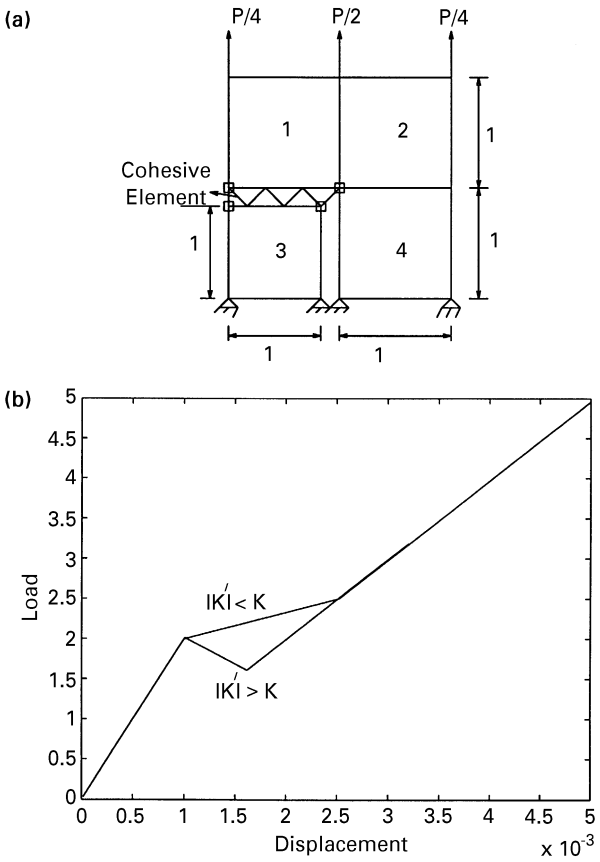 (a)
P/4 P/2 P/4
1 2 1
Cohesive
Element
1 3 4 1
1 1
(b)
5
4.5
4
3.5
3
2.5
2
1.5
1
0.5
0
Load
|K′| < K
|K′| > K
0 0.5 1 1.5 2 2.5 3 3.5 4 4.5 5
Displacement x 10⁻³